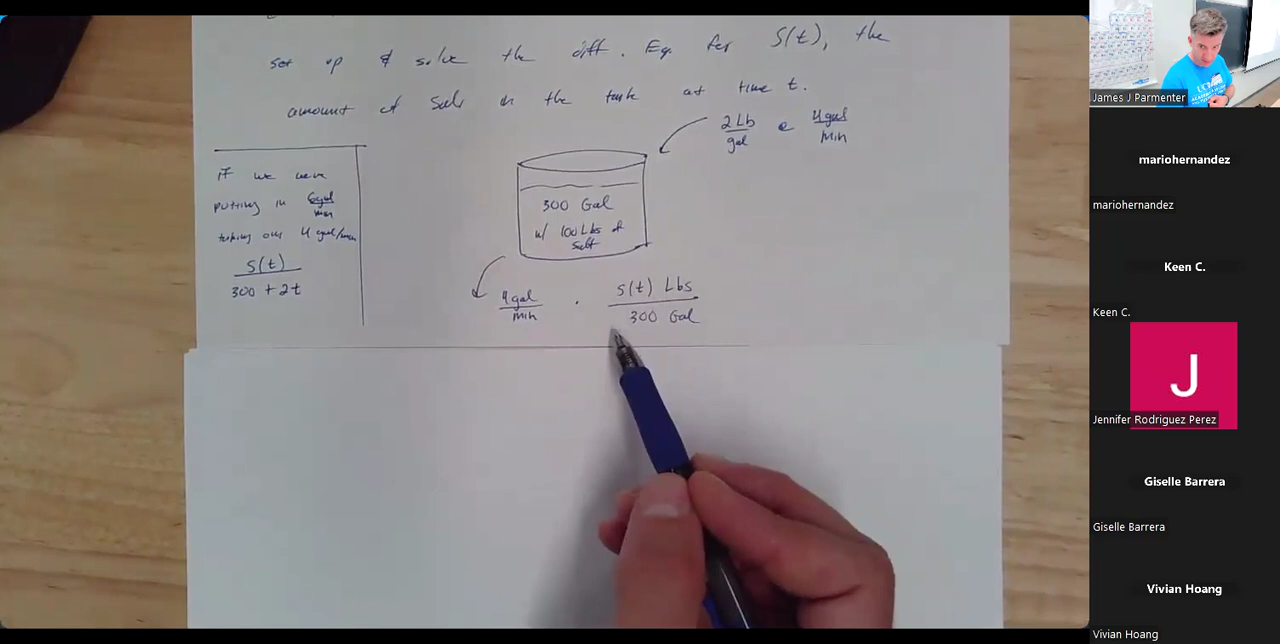 set up & solve the diff. Eq. for S(t), the
amount of Salt in the tank at time t.
2 Lb / gal @ 4 gal / min
300 Gal
w/ 100 Lbs of
Salt
4 gal / min · S(t) Lbs / 300 Gal
If we were
putting in 6 gal / min
taking out 4 gal/min
S(t)
300 + 2t
James J Parmenter
mariohernandez
mariohernandez
Keen C.
Keen C.
J
Jennifer Rodriguez Perez
Giselle Barrera
Giselle Barrera
Vivian Hoang
Vivian Hoang